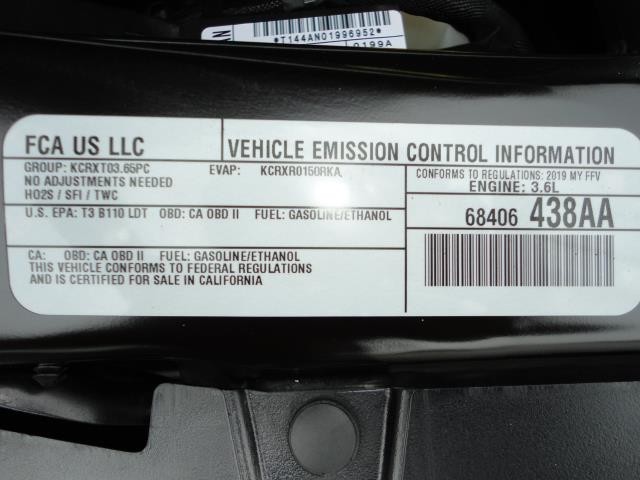 *T144AN01996952*
0199A
FCA US LLC
VEHICLE EMISSION CONTROL INFORMATION
GROUP: KCRXT03.65PC EVAP: KCRXR0150RKA
CONFORMS TO REGULATIONS: 2019 MY FFV
NO ADJUSTMENTS NEEDED
ENGINE: 3.6L
HO2S / SFI / TWC
U.S. EPA: T3 B110 LDT OBD: CA OBD II FUEL: GASOLINE/ETHANOL
68406 438AA
CA: OBD: CA OBD II FUEL: GASOLINE/ETHANOL
THIS VEHICLE CONFORMS TO FEDERAL REGULATIONS
AND IS CERTIFIED FOR SALE IN CALIFORNIA